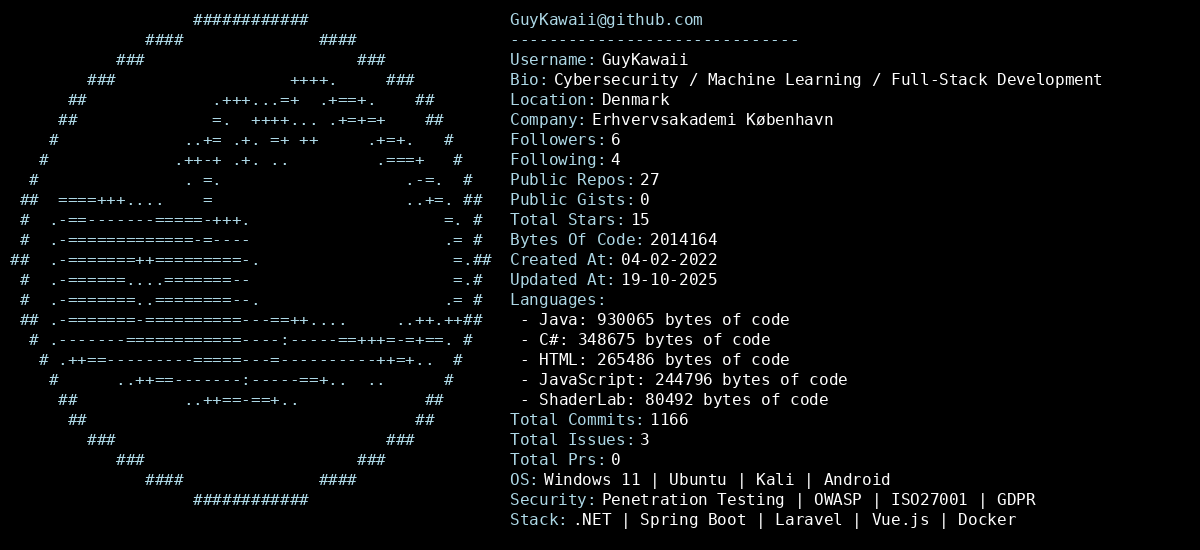 GuyKawaii@github.com
------------------------------
Username: GuyKawaii
Bio: Cybersecurity / Machine Learning / Full-Stack Development
Location: Denmark
Company: Erhvervsakademi København
Followers: 6
Following: 4
Public Repos: 27
Public Gists: 0
Total Stars: 15
Bytes Of Code: 2014164
Created At: 04-02-2022
Updated At: 19-10-2025
Languages:
- Java: 930065 bytes of code
- C#: 348675 bytes of code
- HTML: 265486 bytes of code
- JavaScript: 244796 bytes of code
- ShaderLab: 80492 bytes of code
Total Commits: 1166
Total Issues: 3
Total Prs: 0
OS: Windows 11 | Ubuntu | Kali | Android
Security: Penetration Testing | OWASP | ISO27001 | GDPR
Stack: .NET | Spring Boot | Laravel | Vue.js | Docker